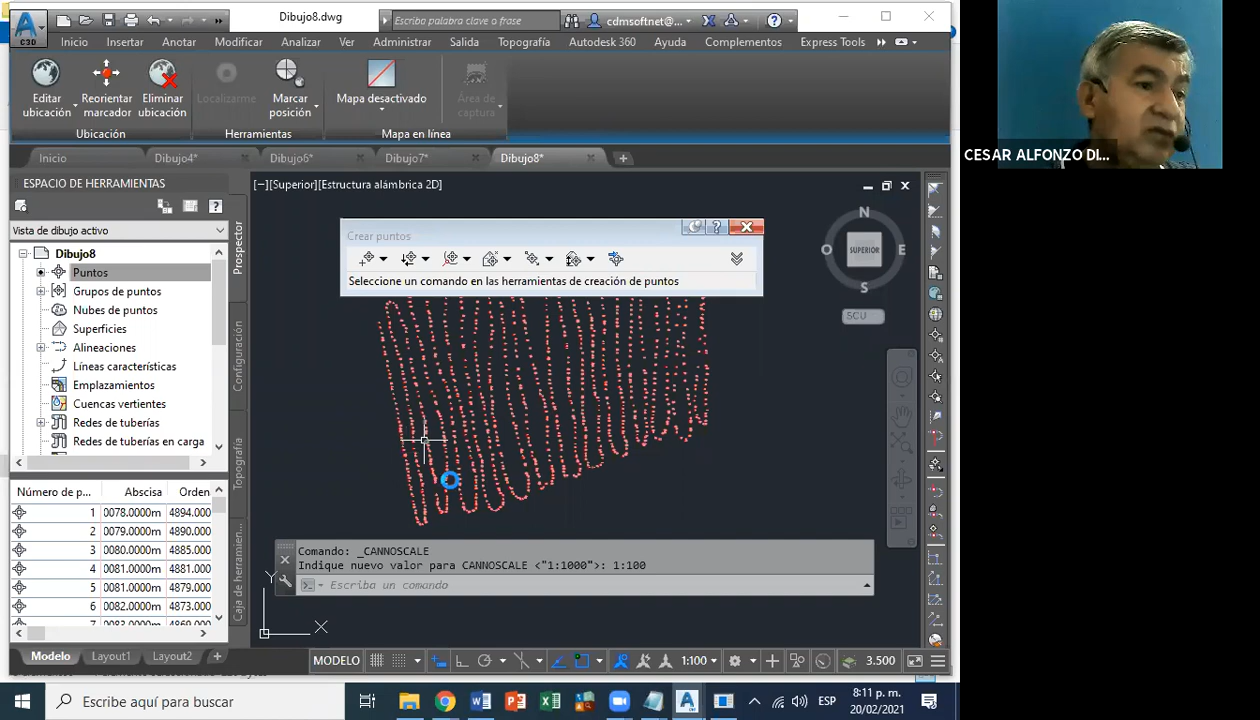 Dibujo8.dwg
Escriba palabra clave o frase
cdmsoftnet@...
C3D
Inicio
Insertar
Anotar
Modificar
Analizar
Ver
Administrar
Salida
Topografía
Autodesk 360
Ayuda
Complementos
Express Tools
Editar ubicación
Reorientar marcador
Eliminar ubicación
Localizarme
Marcar posición
Mapa desactivado
Área de captura
Ubicación
Herramientas
Mapa en línea
Inicio
Dibujo4*
Dibujo6*
Dibujo7*
Dibujo8*
CESAR ALFONZO DI...
ESPACIO DE HERRAMIENTAS
[−][Superior][Estructura alámbrica 2D]
Vista de dibujo activo
Dibujo8
Puntos
Grupos de puntos
Nubes de puntos
Superficies
Alineaciones
Líneas características
Emplazamientos
Cuencas vertientes
Redes de tuberías
Redes de tuberías en carga
Prospector
Configuración
Topografía
Caja de herramien...
Crear puntos
Seleccione un comando en las herramientas de creación de puntos
N
O
SUPERIOR
E
S
SCU
Número de p...
Abscisa
Orden
1 0078.0000m 4894.000
2 0079.0000m 4890.000
3 0080.0000m 4885.000
4 0081.0000m 4881.000
5 0081.0000m 4879.000
6 0082.0000m 4873.000
7 0083.0000m 4869.000
Comando: _CANNOSCALE
Indique nuevo valor para CANNOSCALE <"1:1000">: 1:100
Escriba un comando
Y
X
Modelo
Layout1
Layout2
MODELO
1:100
3.500
Escribe aquí para buscar
ESP
8:11 p. m.
20/02/2021